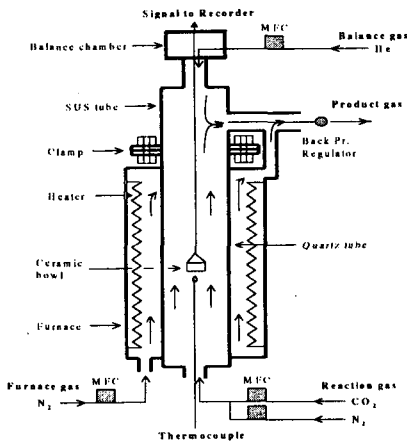 Signal to Recorder
MFC
Balance gas
He
Balance chamber
SUS tube
Product gas
Back Pr.
Regulator
Clamp
Heater
Quartz tube
Ceramic
bowl
Furnace
Furnace gas
MFC
N2
MFC
Reaction gas
CO2
N2
Thermocouple